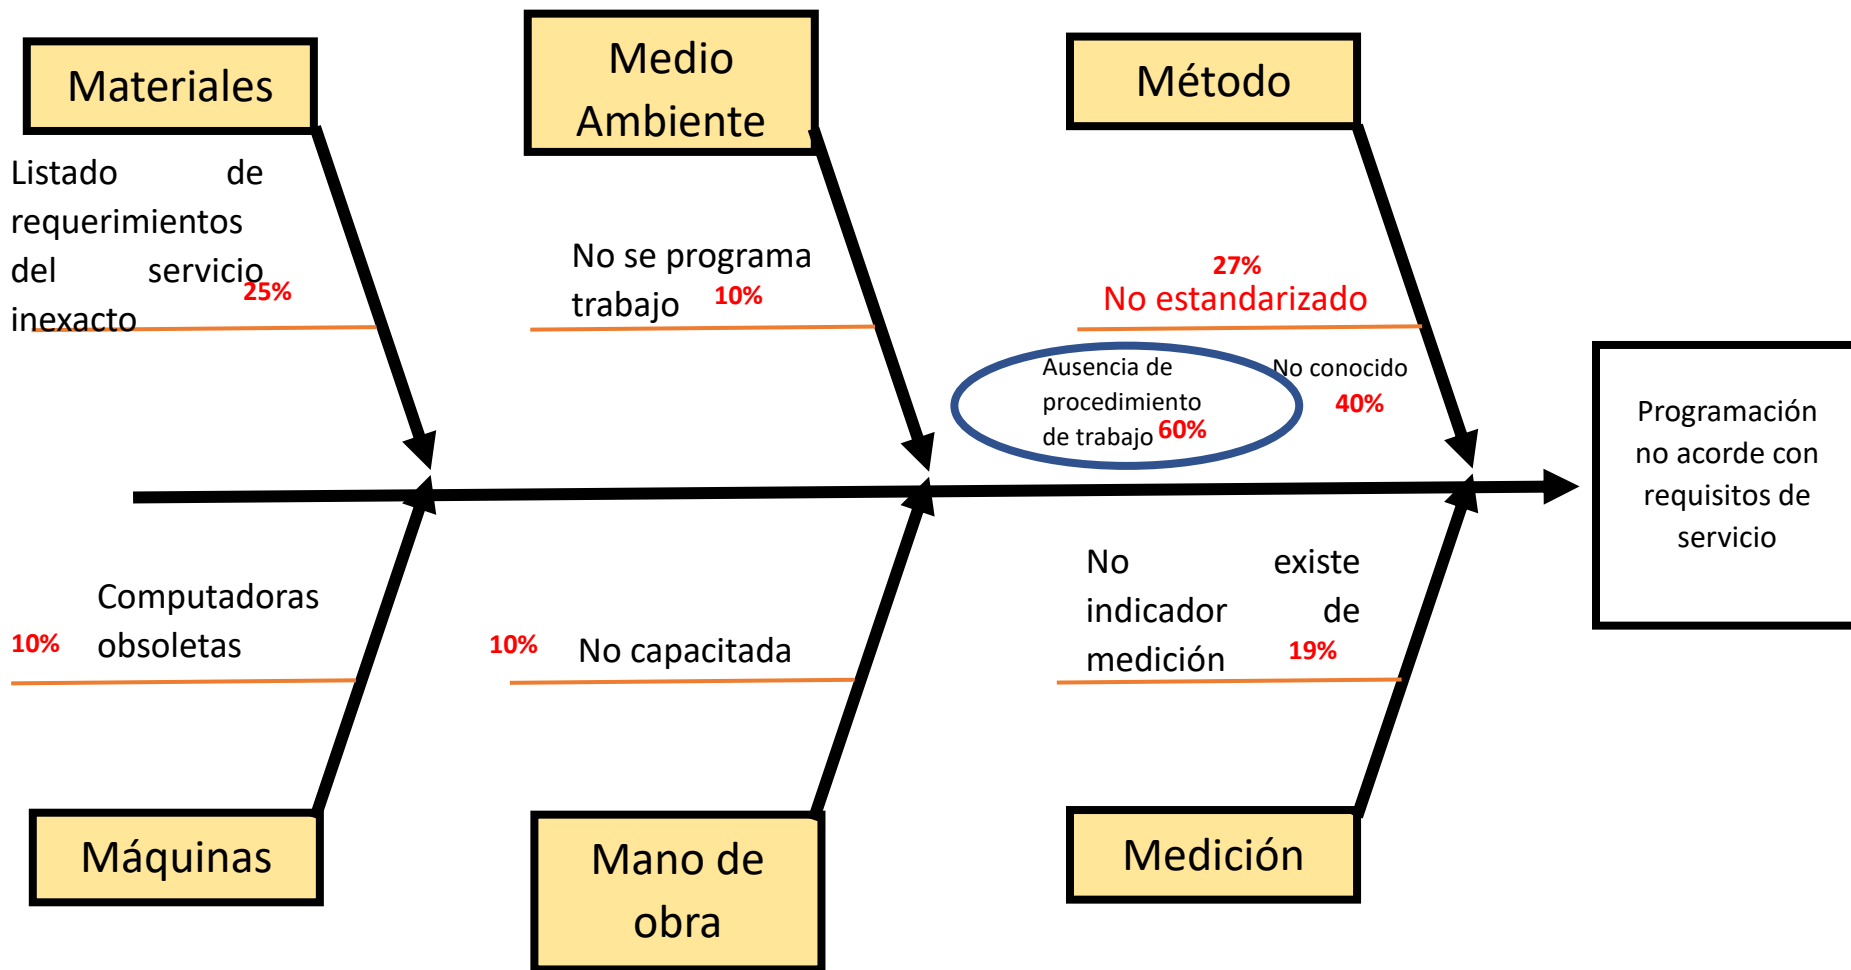 Materiales
Medio
Ambiente
Método
Listado de
requerimientos
del servicio
inexacto
25%
No se programa
trabajo 10%
27%
No estandarizado
Ausencia de
procedimiento
de trabajo 60%
No conocido
40%
Programación
no acorde con
requisitos de
servicio
Computadoras
obsoletas
10%
10% No capacitada
No existe
indicador de
medición 19%
Máquinas
Mano de
obra
Medición